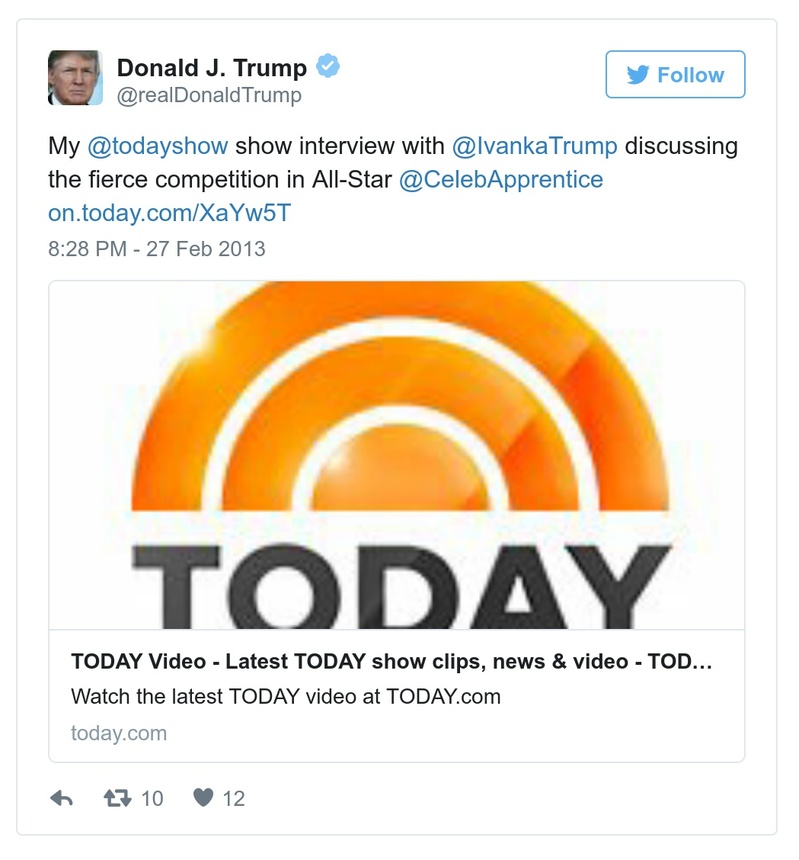 Donald J. Trump
@realDonaldTrump
Follow
My @todayshow show interview with @IvankaTrump discussing
the fierce competition in All-Star @CelebApprentice
on.today.com/XaYw5T
8:28 PM - 27 Feb 2013
TODAY
TODAY Video - Latest TODAY show clips, news & video - TOD...
Watch the latest TODAY video at TODAY.com
today.com
10
12